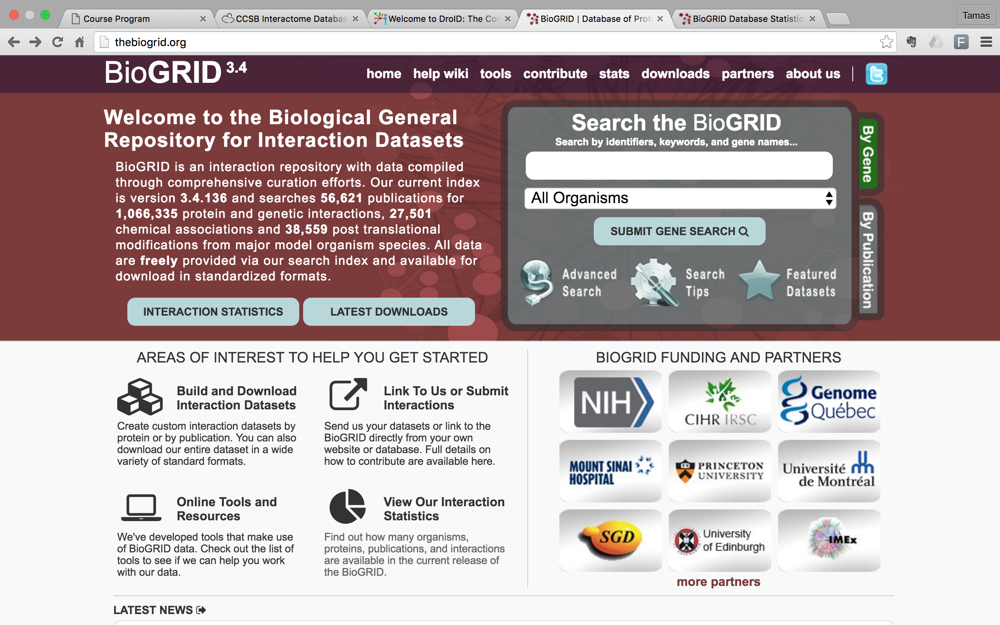 Course Program
CCSB Interactome Databas
Dro
Welcome to DroID: The Con
BioGRID | Database of Prote
BioGRID Database Statistic
Tamas
thebiogrid.org
F
BioGRID 3.4
home help wiki tools contribute stats downloads partners about us
Welcome to the Biological General
Repository for Interaction Datasets
BioGRID is an interaction repository with data compiled
through comprehensive curation efforts. Our current index
is version 3.4.136 and searches 56,621 publications for
1,066,335 protein and genetic interactions, 27,501
chemical associations and 38,559 post translational
modifications from major model organism species. All data
are freely provided via our search index and available for
download in standardized formats.
INTERACTION STATISTICS
LATEST DOWNLOADS
Search the BioGRID
Search by identifiers, keywords, and gene names...
All Organisms
SUBMIT GENE SEARCH
Advanced
Search
Search
Tips
Featured
Datasets
By Gene
By Publication
AREAS OF INTEREST TO HELP YOU GET STARTED
Build and Download
Interaction Datasets
Create custom interaction datasets by
protein or by publication. You can also
download our entire dataset in a wide
variety of standard formats.
Link To Us or Submit
Interactions
Send us your datasets or link to the
BioGRID directly from your own
website or database. Full details on
how to contribute are available here.
Online Tools and
Resources
We've developed tools that make use
of BioGRID data. Check out the list of
tools to see if we can help you work
with our data.
View Our Interaction
Statistics
Find out how many organisms,
proteins, publications, and interactions
are available in the current release of
the BioGRID.
BIOGRID FUNDING AND PARTNERS
NIH
CIHR IRSC
Genome
Québec
MOUNT SINAI
HOSPITAL
PRINCETON
UNIVERSITY
Université
de Montréal
SGD
University
of Edinburgh
IMEx
more partners
LATEST NEWS